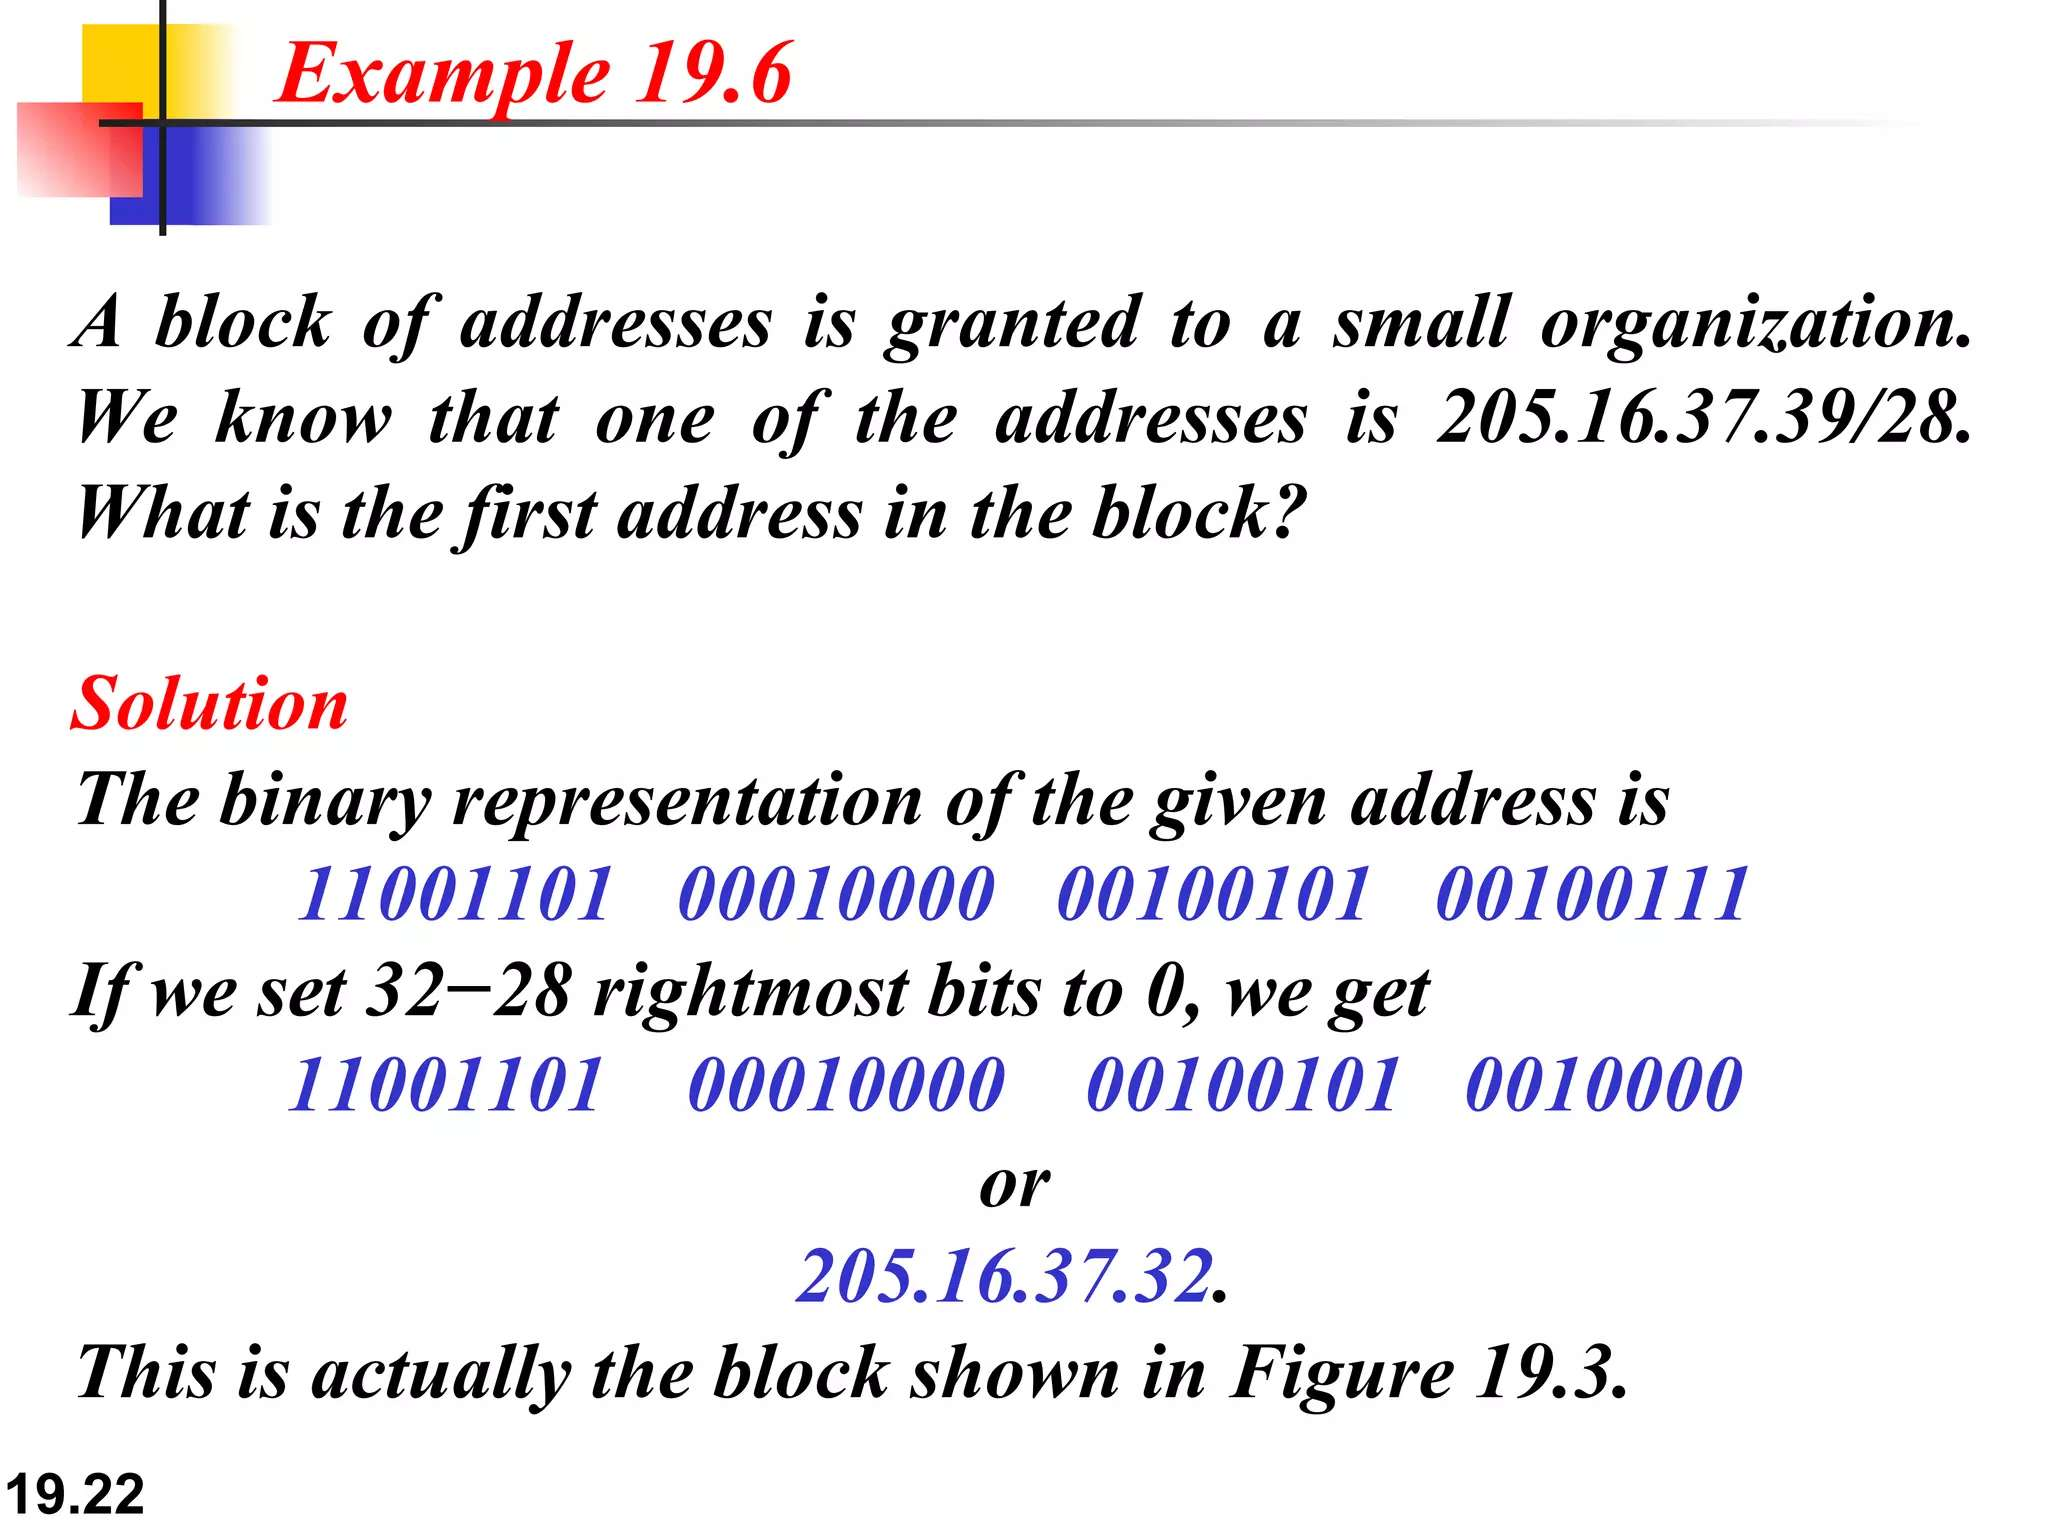 Example 19.6
A block of addresses is granted to a small organization.
We know that one of the addresses is 205.16.37.39/28.
What is the first address in the block?
Solution
The binary representation of the given address is
11001101 00010000 00100101 00100111
If we set 32−28 rightmost bits to 0, we get
11001101 00010000 00100101 0010000
or
205.16.37.32.
This is actually the block shown in Figure 19.3.
19.22